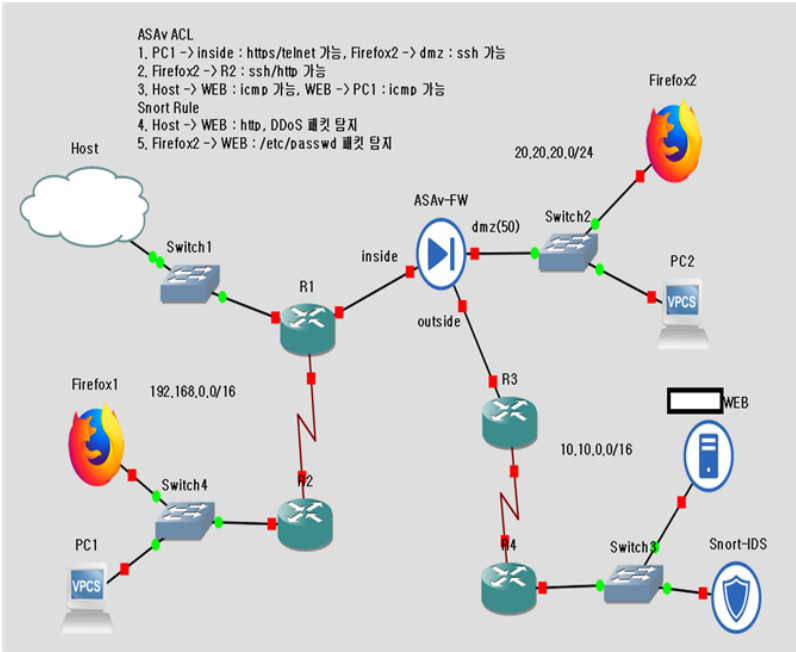 ASAv ACL
1. PC1 -> inside : https/telnet 가능, Firefox2 -> dmz : ssh 가능
2. Firefox2 -> R2 : ssh/http 가능
3. Host -> WEB : icmp 가능, WEB -> PC1 : icmp 가능
Snort Rule
4. Host -> WEB : http, DDoS 패킷 탐지
5. Firefox2 -> WEB : /etc/passwd 패킷 탐지
Host
Firefox2
20.20.20.0/24
ASAv-FW
Switch2
dmz(50)
Switch1
inside
PC2
R1
VPCS
outside
Firefox1
192.168.0.0/16
R3
WEB
10.10.0.0/16
Switch4
R2
PC1
R4
Switch3
Snort-IDS
VPCS